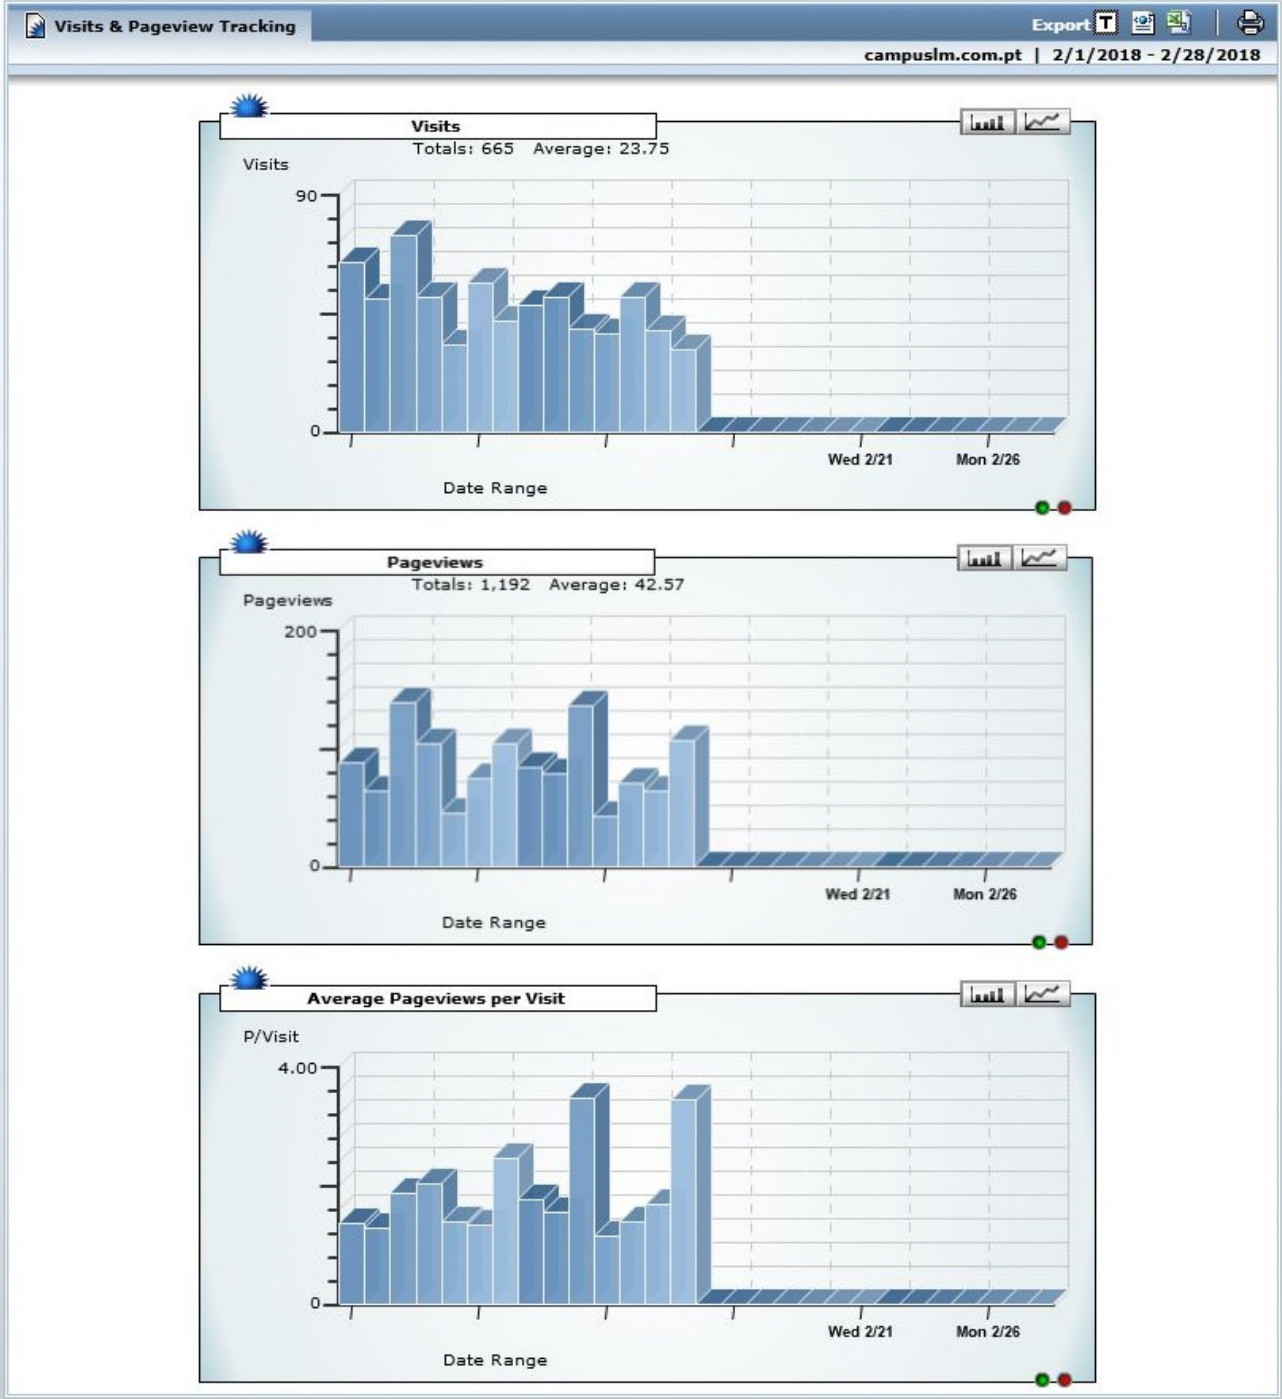 Visits & Pageview Tracking
Export T
campuslm.com.pt | 2/1/2018 - 2/28/2018
Visits
Totals: 665 Average: 23.75
Visits
90
0
Wed 2/21 Mon 2/26
Date Range
Pageviews
Totals: 1,192 Average: 42.57
Pageviews
200
0
Wed 2/21 Mon 2/26
Date Range
Average Pageviews per Visit
P/Visit
4.00
0
Wed 2/21 Mon 2/26
Date Range